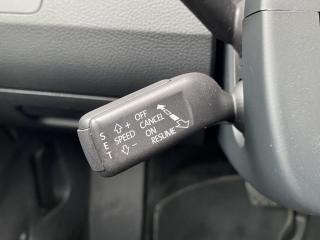 SET
+ OFF
SPEED CANCEL
- ON
RESUME